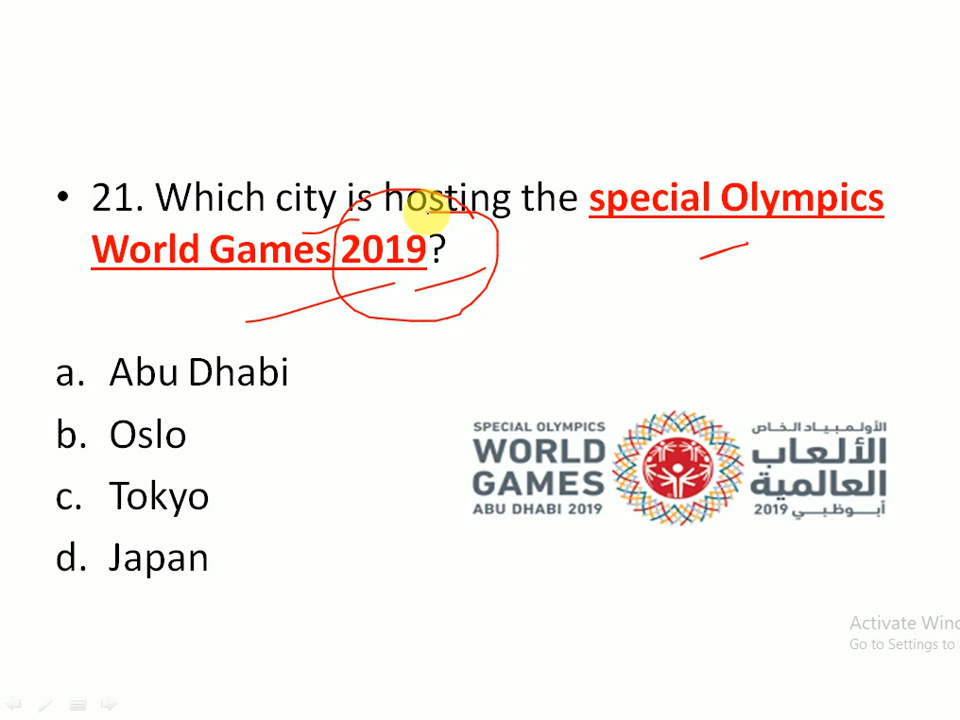 • 21. Which city is hosting the special Olympics
World Games 2019?
a. Abu Dhabi
b. Oslo
c. Tokyo
d. Japan
SPECIAL OLYMPICS
WORLD
GAMES
ABU DHABI 2019
الأولمبياد الخاص
الألعاب
العالمية
أبوظبي 2019
Activate Wind
Go to Settings to